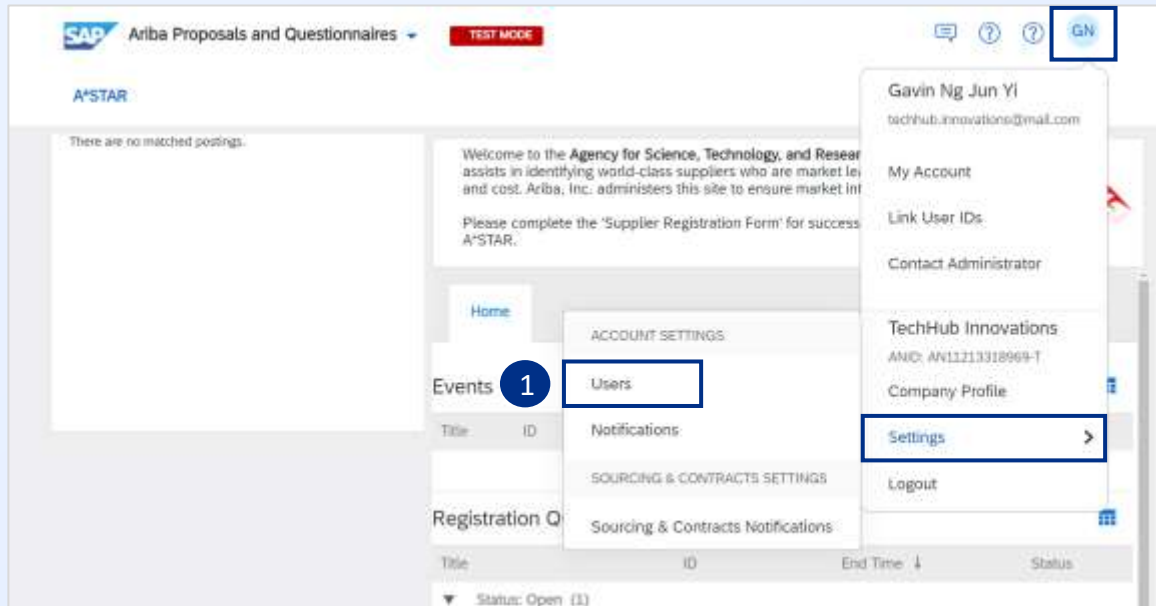 SAP Ariba Proposals and Questionnaires TEST MODE GN
A*STAR
Gavin Ng Jun Yi
techhub.innovations@mail.com
My Account
Link User IDs
Contact Administrator
TechHub Innovations
ANID: AN11213318969-T
Company Profile
Settings
Logout
There are no matched postings.
Welcome to the Agency for Science, Technology, and Resear
assists in identifying world-class suppliers who are market le
and cost. Ariba, Inc. administers this site to ensure market int
Please complete the 'Supplier Registration Form' for success
A*STAR.
Home
ACCOUNT SETTINGS
1 Users
Notifications
SOURCING & CONTRACTS SETTINGS
Sourcing & Contracts Notifications
Events
Title ID
Registration Q
Title ID End Time ↓ Status
▼ Status: Open (1)